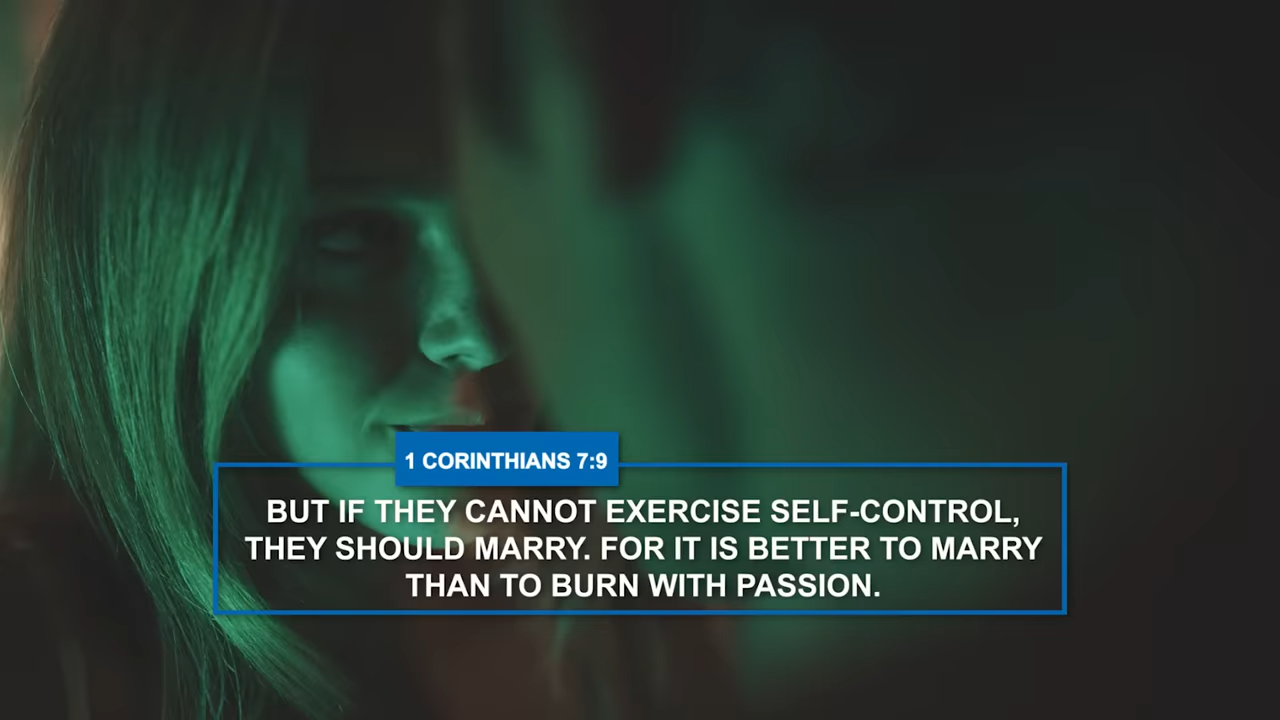 1 CORINTHIANS 7:9
BUT IF THEY CANNOT EXERCISE SELF-CONTROL,
THEY SHOULD MARRY. FOR IT IS BETTER TO MARRY
THAN TO BURN WITH PASSION.